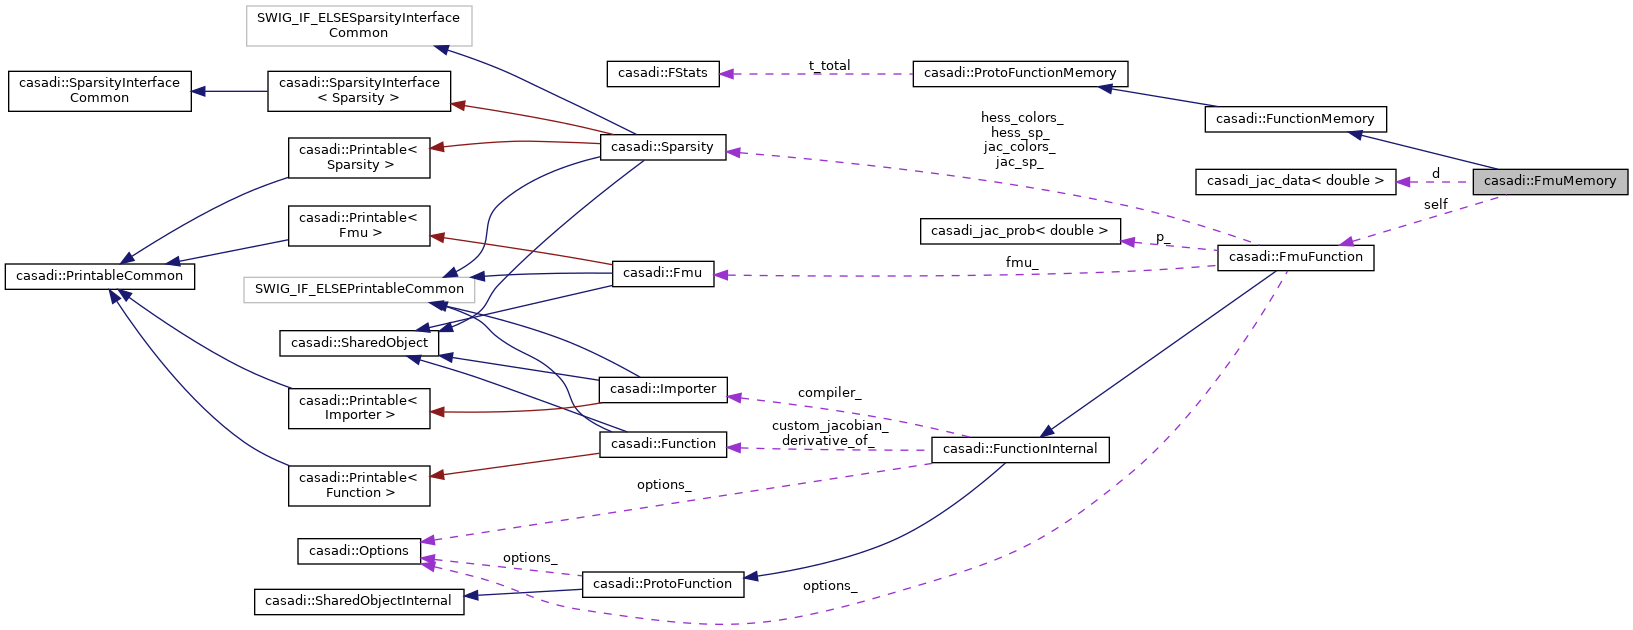 SWIG_IF_ELSESparsityInterface
Common
casadi::SparsityInterface
Common
casadi::SparsityInterface
< Sparsity >
casadi::FStats
t_total
casadi::ProtoFunctionMemory
casadi::FunctionMemory
hess_colors_
hess_sp_
jac_colors_
jac_sp_
casadi::Sparsity
casadi::Printable<
Sparsity >
casadi_jac_data< double >
d
casadi::FmuMemory
self
casadi::Printable<
Fmu >
casadi_jac_prob< double >
p_
casadi::FmuFunction
casadi::PrintableCommon
fmu_
casadi::Fmu
SWIG_IF_ELSEPrintableCommon
casadi::SharedObject
casadi::Importer
compiler_
casadi::Printable<
Importer >
custom_jacobian_
derivative_of_
casadi::Function
casadi::FunctionInternal
casadi::Printable<
Function >
options_
casadi::Options
options_
casadi::ProtoFunction
options_
casadi::SharedObjectInternal